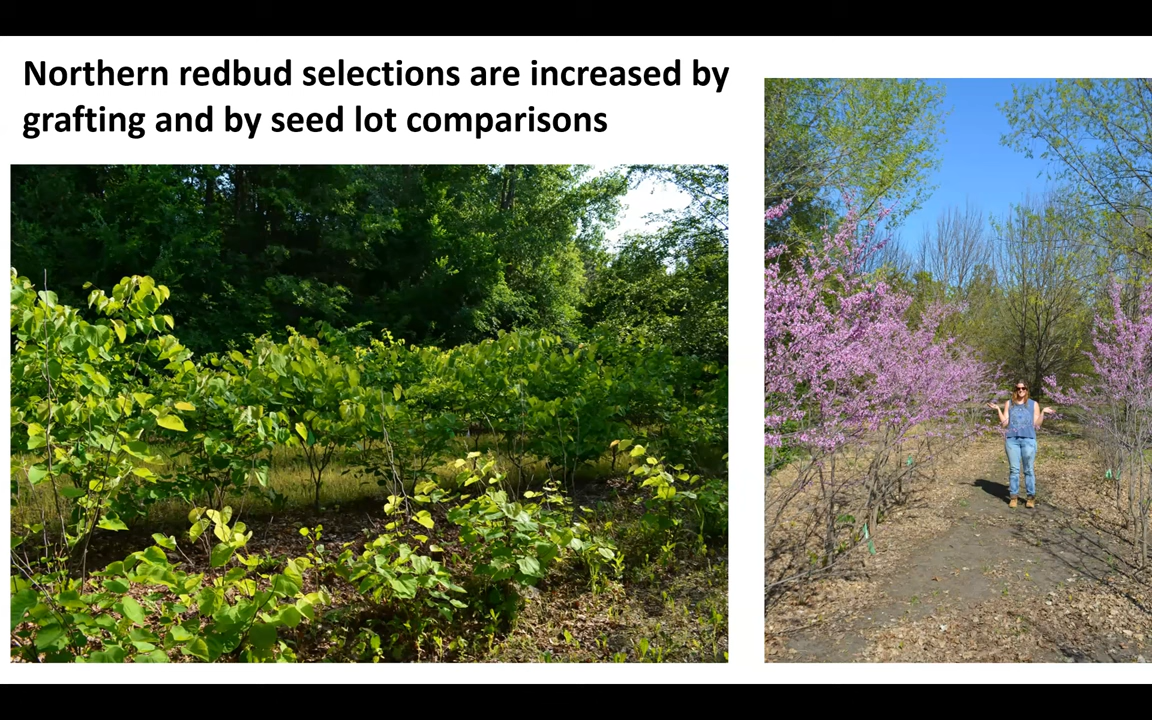 Northern redbud selections are increased by
grafting and by seed lot comparisons